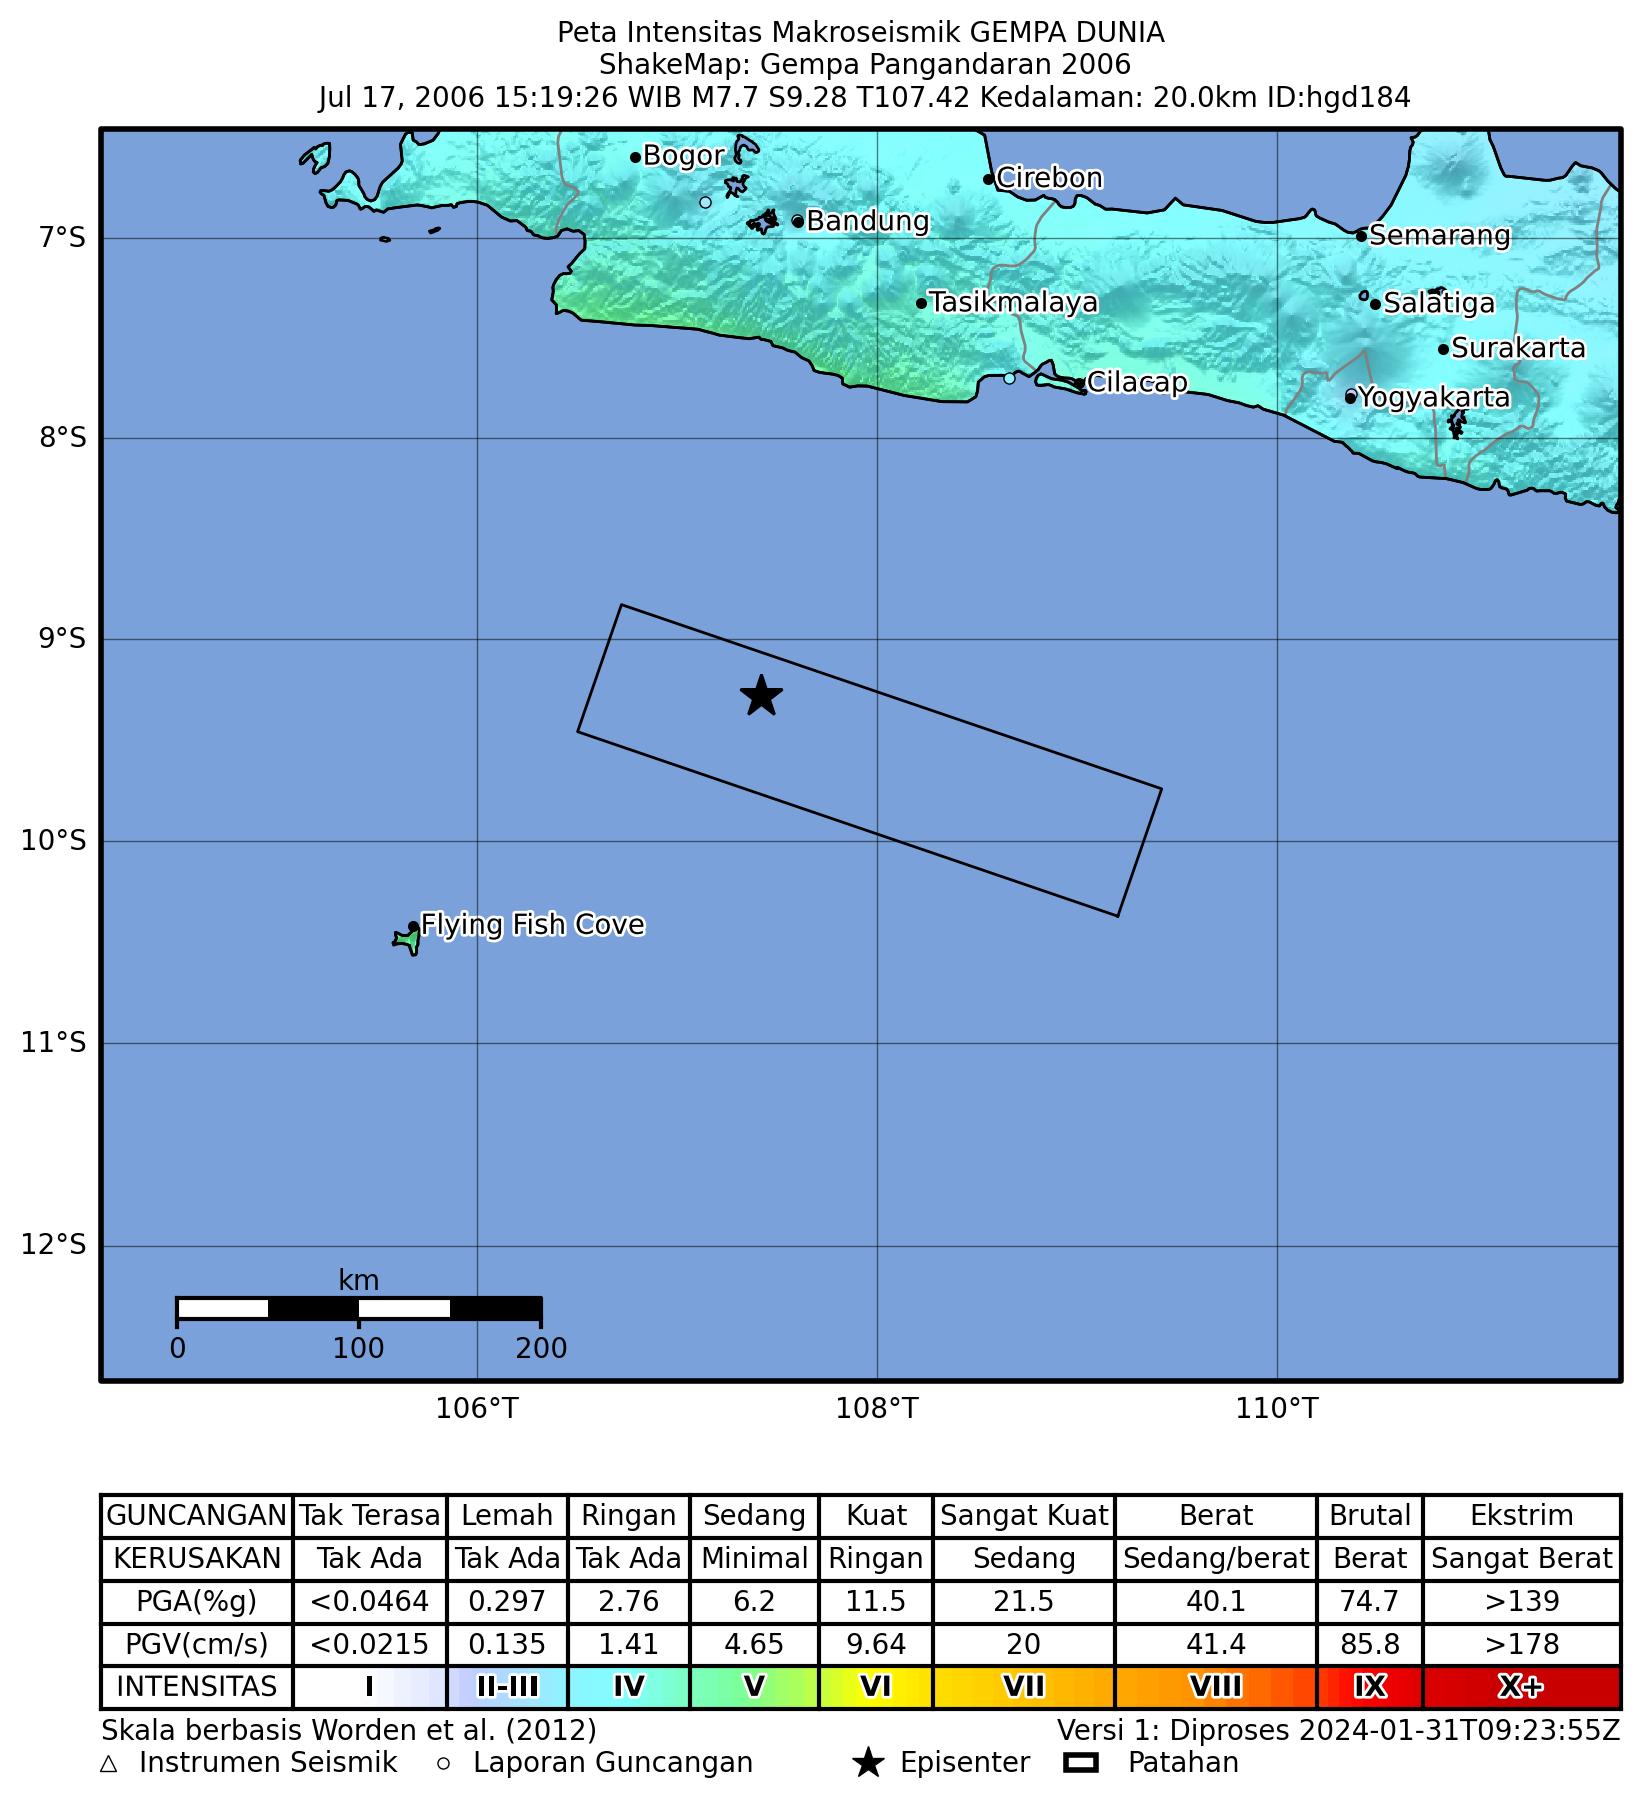 Peta Intensitas Makroseismik GEMPA DUNIA
ShakeMap: Gempa Pangandaran 2006
Jul 17, 2006 15:19:26 WIB M7.7 S9.28 T107.42 Kedalaman: 20.0km ID:hgd184
Bogor
Cirebon
Bandung
Semarang
7°S
Tasikmalaya
Salatiga
Surakarta
Cilacap
Yogyakarta
8°S
9°S
10°S
Flying Fish Cove
11°S
12°S
km
0 100 200
106°T 108°T 110°T
GUNCANGAN Tak Terasa Lemah Ringan Sedang Kuat Sangat Kuat Berat Brutal Ekstrim
KERUSAKAN Tak Ada Tak Ada Tak Ada Minimal Ringan Sedang Sedang/berat Berat Sangat Berat
PGA(%g) <0.0464 0.297 2.76 6.2 11.5 21.5 40.1 74.7 >139
PGV(cm/s) <0.0215 0.135 1.41 4.65 9.64 20 41.4 85.8 >178
INTENSITAS I II-III IV V VI VII VIII IX X+
Skala berbasis Worden et al. (2012) Versi 1: Diproses 2024-01-31T09:23:55Z
Instrumen Seismik Laporan Guncangan Episenter Patahan